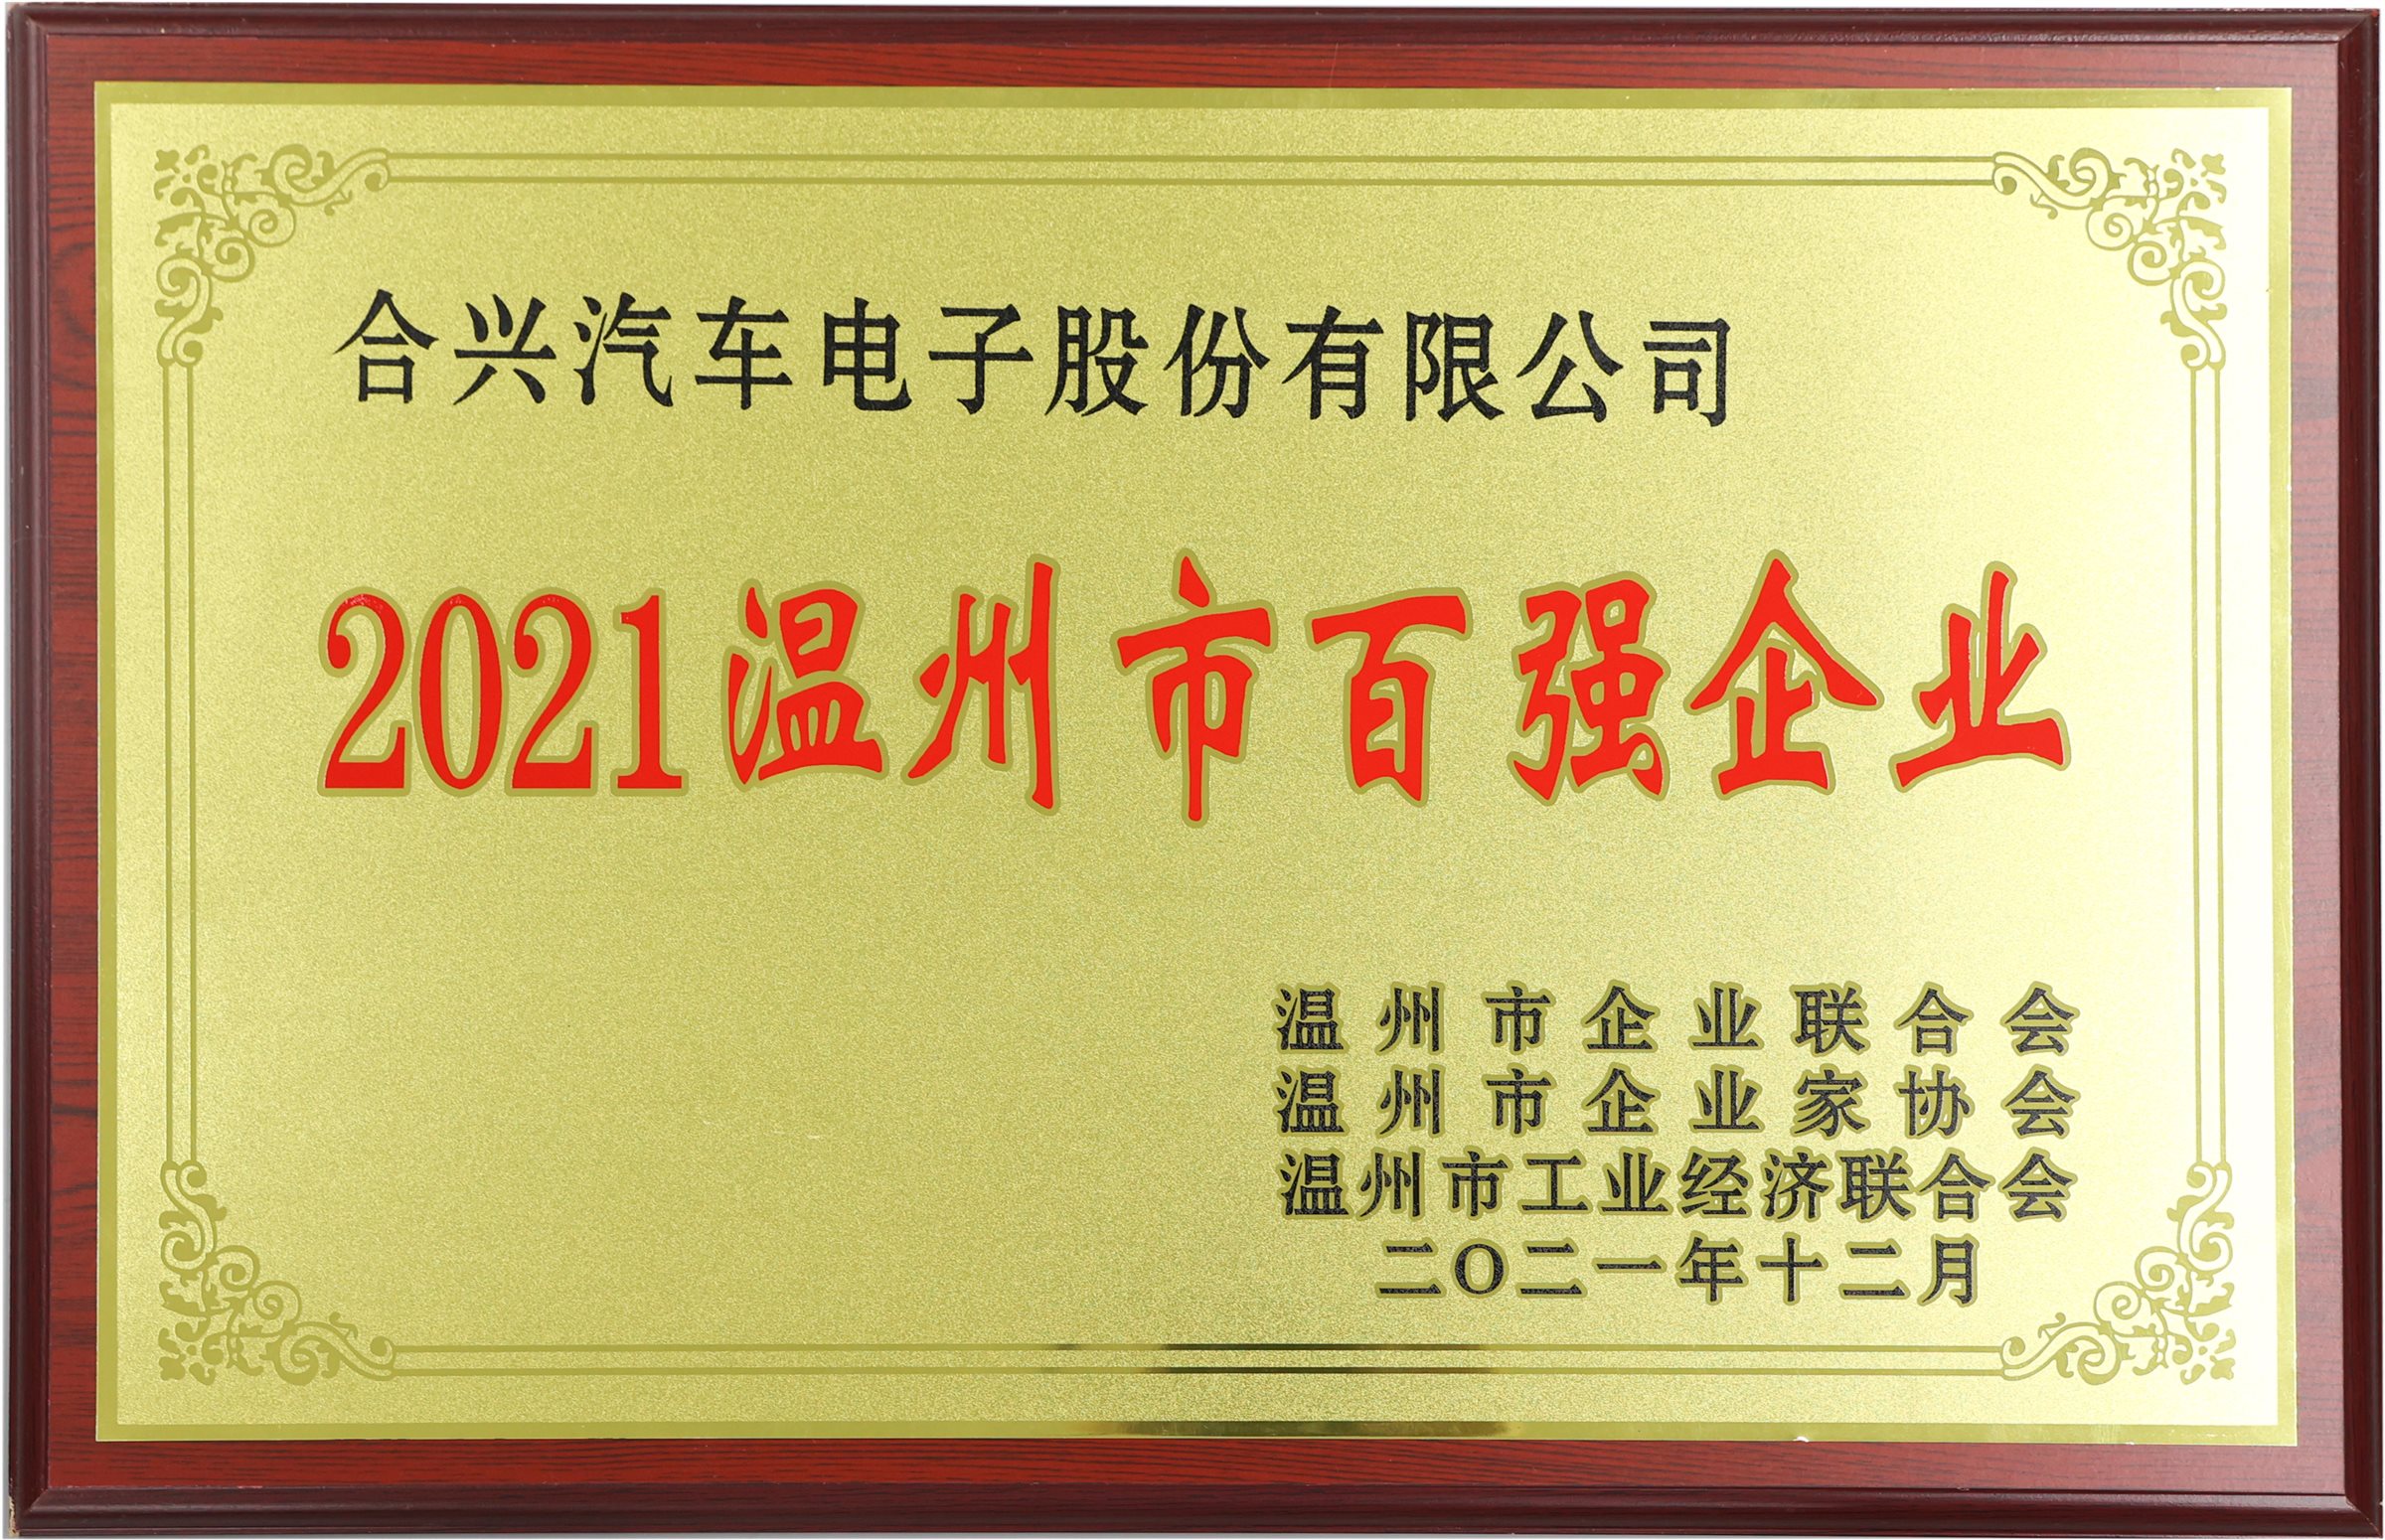 合兴汽车电子股份有限公司
2021温州市百强企业
温州市企业联合会
温州市企业家协会
温州市工业经济联合会
二〇二一年十二月